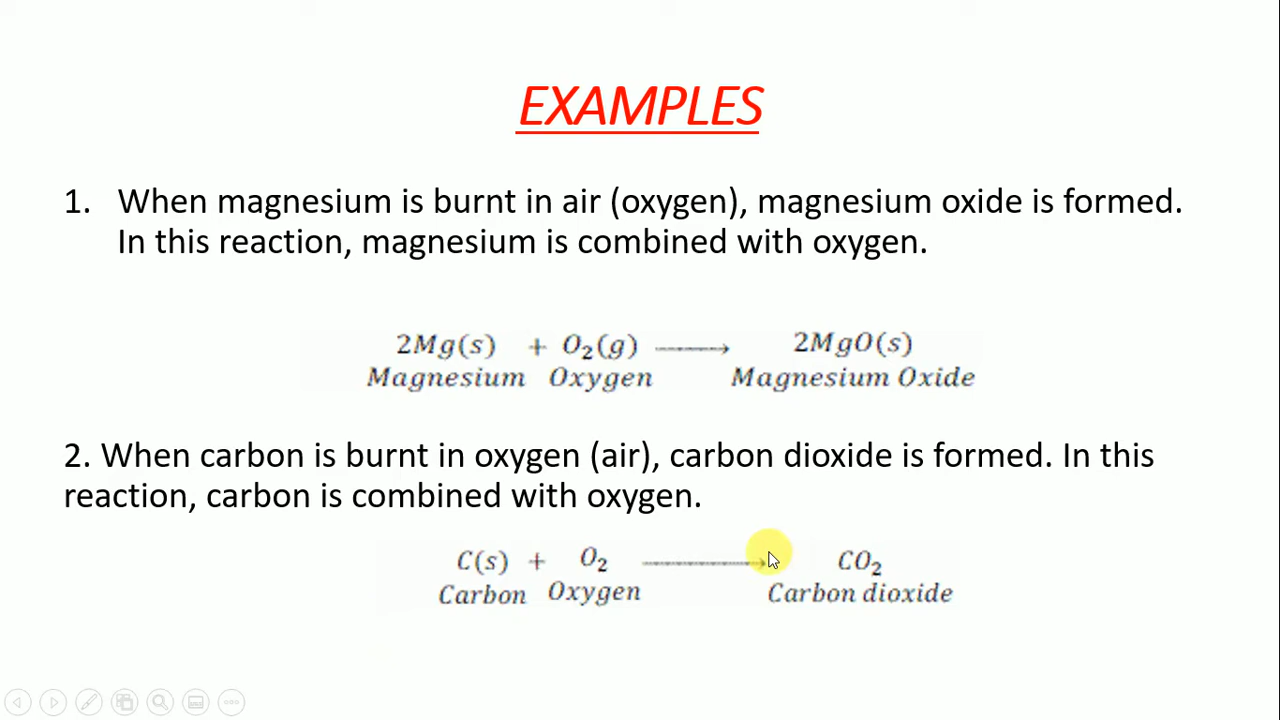 EXAMPLES
1. When magnesium is burnt in air (oxygen), magnesium oxide is formed.
In this reaction, magnesium is combined with oxygen.
2Mg(s) + O₂(g) ⟶ 2MgO(s)
Magnesium Oxygen Magnesium Oxide
2. When carbon is burnt in oxygen (air), carbon dioxide is formed. In this
reaction, carbon is combined with oxygen.
C(s) + O₂ ⟶ CO₂
Carbon Oxygen Carbon dioxide